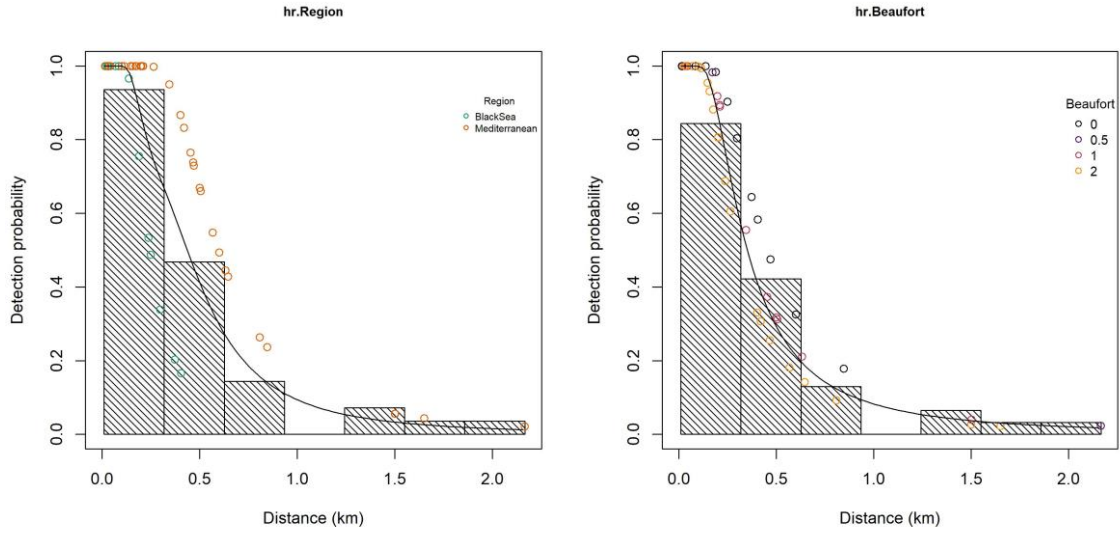 hr.Region
Detection probability
1.0
0.8
0.6
0.4
0.2
0.0
Region
BlackSea
Mediterranean
0.0 0.5 1.0 1.5 2.0
Distance (km)
hr.Beaufort
Detection probability
1.0
0.8
0.6
0.4
0.2
0.0
Beaufort
0
0.5
1
2
0.0 0.5 1.0 1.5 2.0
Distance (km)